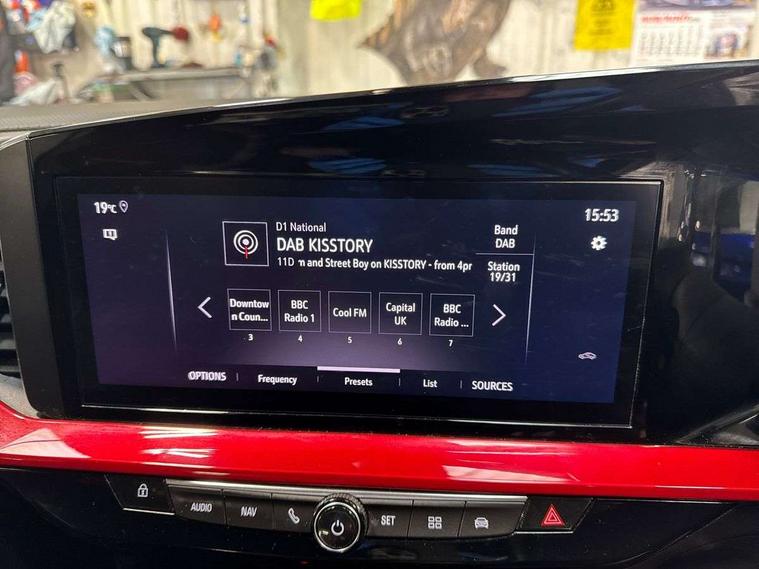 19°C
15:53
D1 National
DAB KISSTORY
11D m and Street Boy on KISSTORY - from 4pr
Band
DAB
Station
19/31
Downtow
n Coun...
BBC
Radio 1
Cool FM
Capital
UK
BBC
Radio ...
3
4
5
6
7
OPTIONS
Frequency
Presets
List
SOURCES
AUDIO
NAV
SET